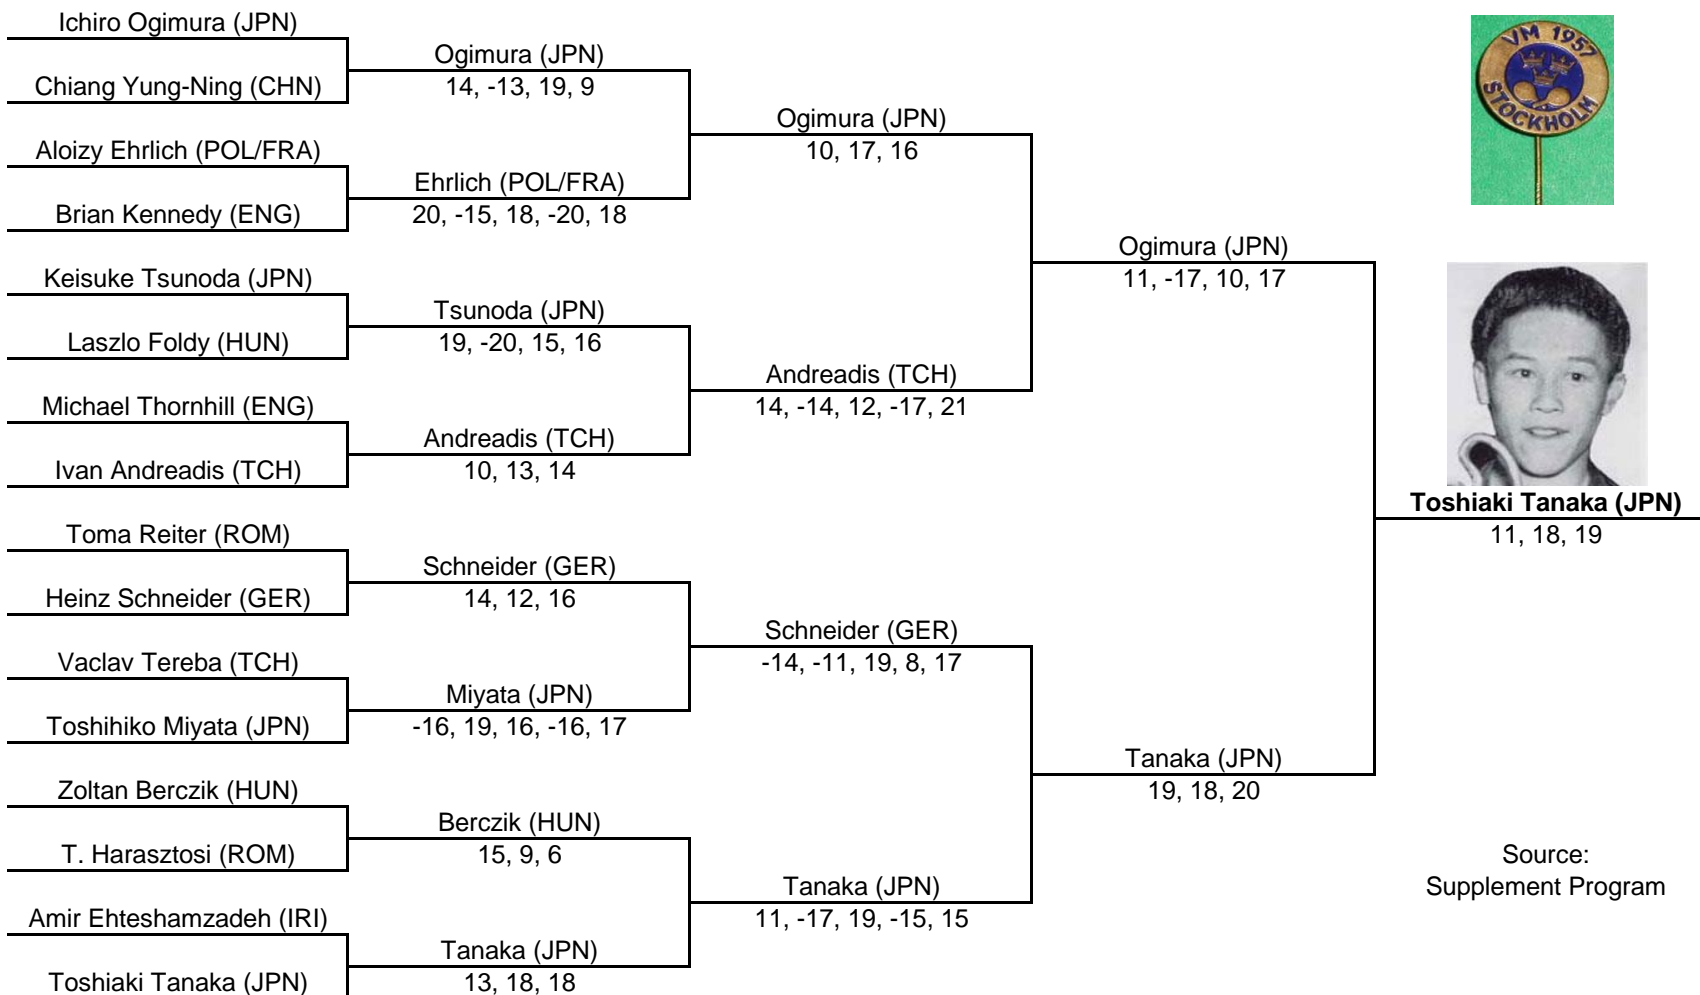 Ichiro Ogimura (JPN)
Chiang Yung-Ning (CHN)
Aloizy Ehrlich (POL/FRA)
Brian Kennedy (ENG)
Keisuke Tsunoda (JPN)
Laszlo Foldy (HUN)
Michael Thornhill (ENG)
Ivan Andreadis (TCH)
Toma Reiter (ROM)
Heinz Schneider (GER)
Vaclav Tereba (TCH)
Toshihiko Miyata (JPN)
Zoltan Berczik (HUN)
T. Harasztosi (ROM)
Amir Ehteshamzadeh (IRI)
Toshiaki Tanaka (JPN)
Ogimura (JPN)
14, -13, 19, 9
Ehrlich (POL/FRA)
20, -15, 18, -20, 18
Tsunoda (JPN)
19, -20, 15, 16
Andreadis (TCH)
10, 13, 14
Schneider (GER)
14, 12, 16
Miyata (JPN)
-16, 19, 16, -16, 17
Berczik (HUN)
15, 9, 6
Tanaka (JPN)
13, 18, 18
Ogimura (JPN)
10, 17, 16
Andreadis (TCH)
14, -14, 12, -17, 21
Schneider (GER)
-14, -11, 19, 8, 17
Tanaka (JPN)
11, -17, 19, -15, 15
Ogimura (JPN)
11, -17, 10, 17
Tanaka (JPN)
19, 18, 20
VM 1957
STOCKHOLM
Toshiaki Tanaka (JPN)
11, 18, 19
Source:
Supplement Program